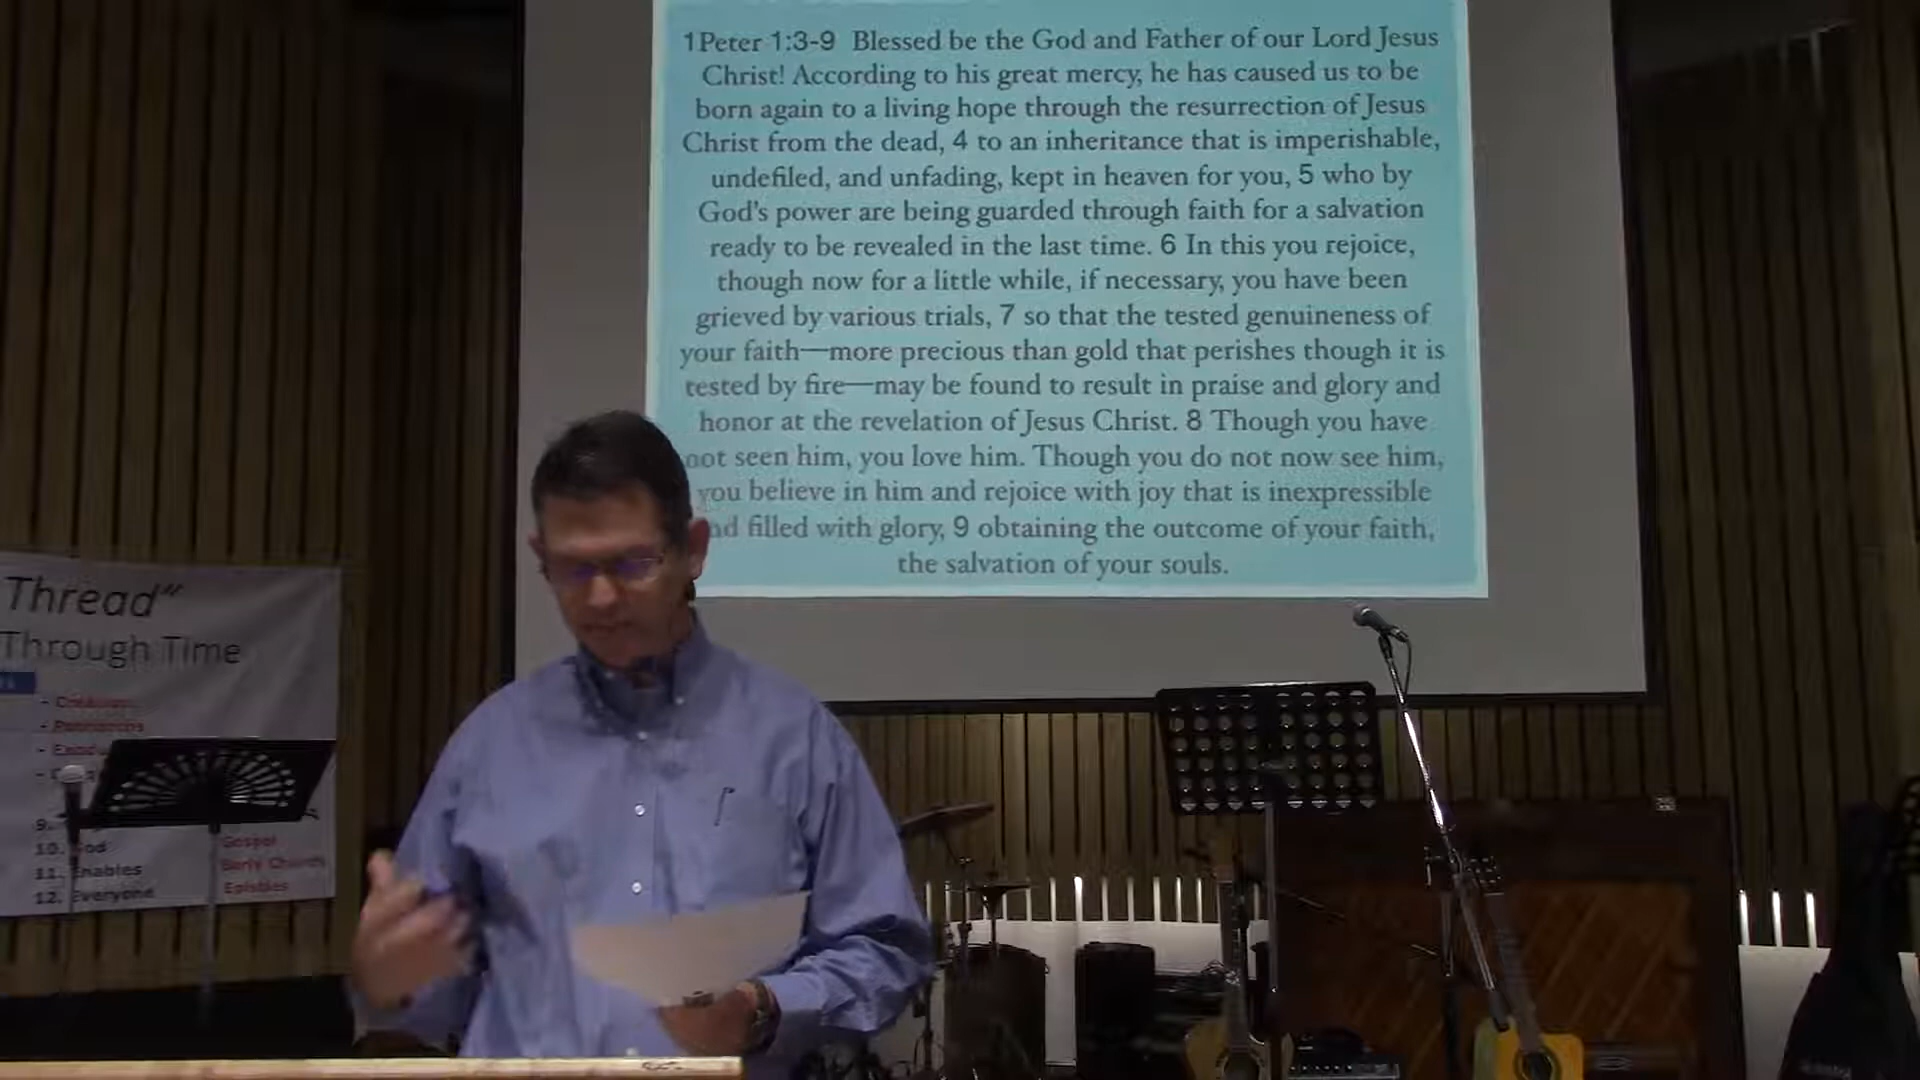 1Peter 1:3-9 Blessed be the God and Father of our Lord Jesus
Christ! According to his great mercy, he has caused us to be
born again to a living hope through the resurrection of Jesus
Christ from the dead, 4 to an inheritance that is imperishable,
undefiled, and unfading, kept in heaven for you, 5 who by
God's power are being guarded through faith for a salvation
ready to be revealed in the last time. 6 In this you rejoice,
though now for a little while, if necessary, you have been
grieved by various trials, 7 so that the tested genuineness of
your faith—more precious than gold that perishes though it is
tested by fire—may be found to result in praise and glory and
honor at the revelation of Jesus Christ. 8 Though you have
not seen him, you love him. Though you do not now see him,
you believe in him and rejoice with joy that is inexpressible
filled with glory, 9 obtaining the outcome of your faith,
the salvation of your souls.
Thread"
Through Time
9.
10.
11. Enables
12. Everyone
Gospel
Early Church
Epistles